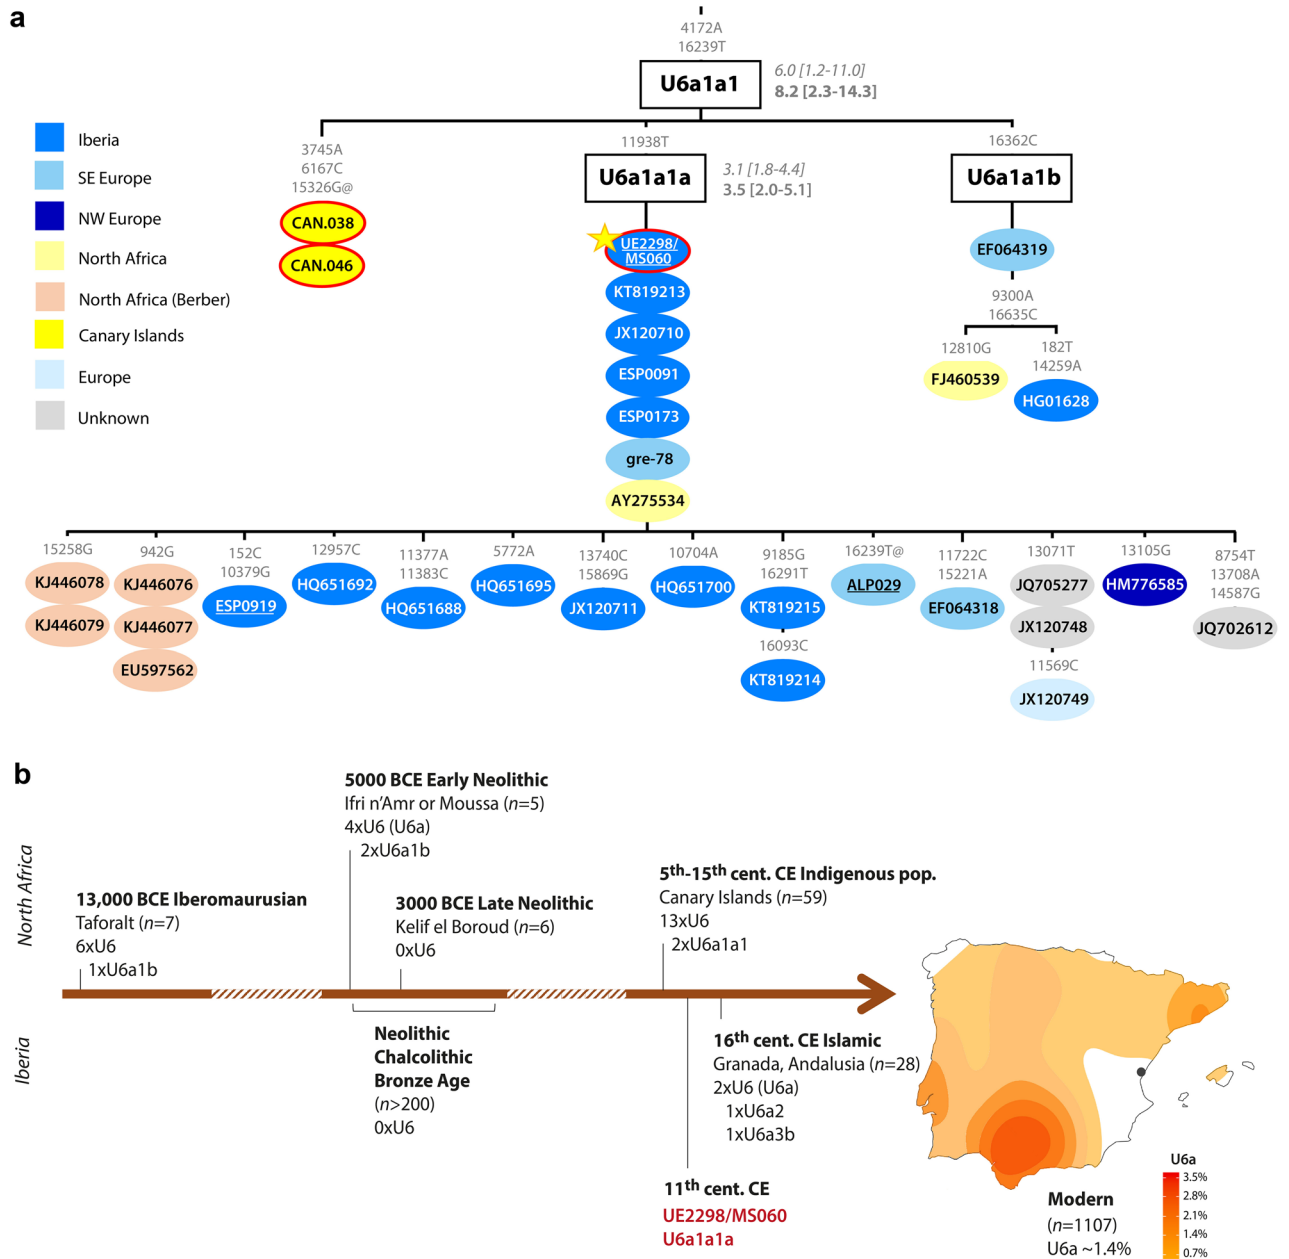 a
4172A
16239T
U6a1a1
6.0 [1.2-11.0]
8.2 [2.3-14.3]
Iberia
SE Europe
NW Europe
North Africa
North Africa (Berber)
Canary Islands
Europe
Unknown
3745A
6167C
15326G@
CAN.038
CAN.046
11938T
U6a1a1a
3.1 [1.8-4.4]
3.5 [2.0-5.1]
UE2298/
MS060
KT819213
JX120710
ESP0091
ESP0173
gre-78
AY275534
16362C
U6a1a1b
EF064319
9300A
16635C
12810G
FJ460539
182T
14259A
HG01628
15258G
KJ446078
KJ446079
942G
KJ446076
KJ446077
EU597562
152C
10379G
ESP0919
12957C
HQ651692
11377A
11383C
HQ651688
5772A
HQ651695
13740C
15869G
JX120711
10704A
HQ651700
9185G
16291T
KT819215
16093C
KT819214
16239T@
ALP029
11722C
15221A
EF064318
13071T
JQ705277
JX120748
11569C
JX120749
13105G
HM776585
8754T
13708A
14587G
JQ702612
b
North Africa
Iberia
13,000 BCE Iberomaurusian
Taforalt (n=7)
6xU6
1xU6a1b
5000 BCE Early Neolithic
Ifri n’Amr or Moussa (n=5)
4xU6 (U6a)
2xU6a1b
3000 BCE Late Neolithic
Kelif el Boroud (n=6)
0xU6
5th-15th cent. CE Indigenous pop.
Canary Islands (n=59)
13xU6
2xU6a1a1
Neolithic
Chalcolithic
Bronze Age
(n>200)
0xU6
16th cent. CE Islamic
Granada, Andalusia (n=28)
2xU6 (U6a)
1xU6a2
1xU6a3b
11th cent. CE
UE2298/MS060
U6a1a1a
Modern
(n=1107)
U6a ~1.4%
U6a
3.5%
2.8%
2.1%
1.4%
0.7%